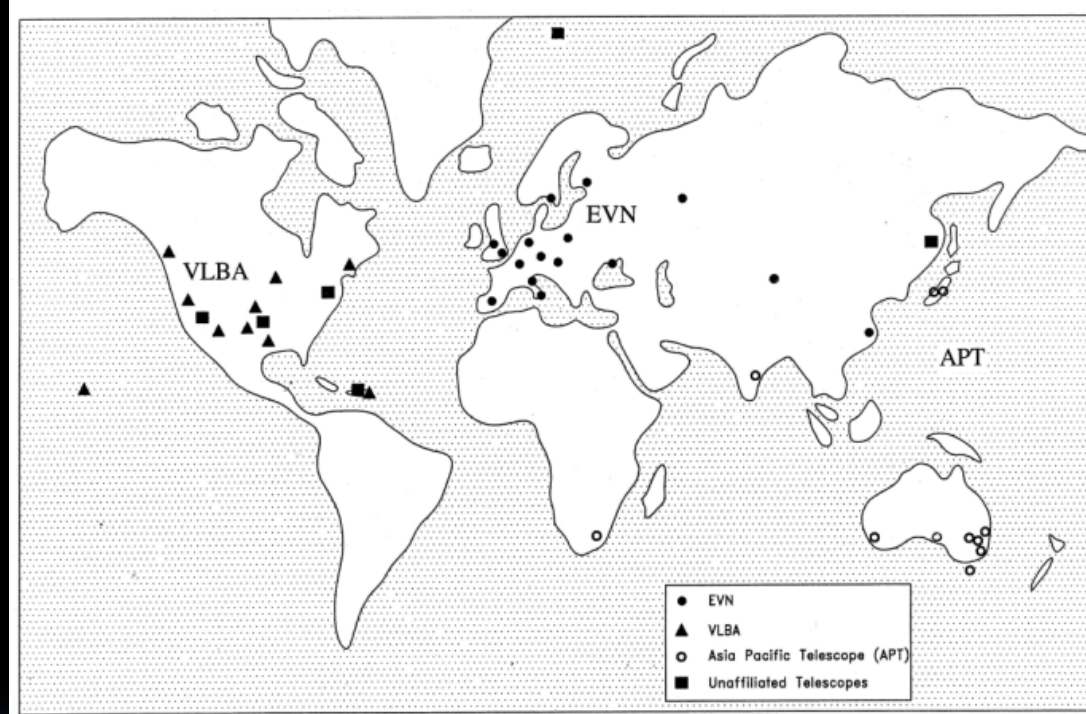 EVN
VLBA
APT
EVN
VLBA
Asia Pacific Telescope (APT)
Unaffiliated Telescopes